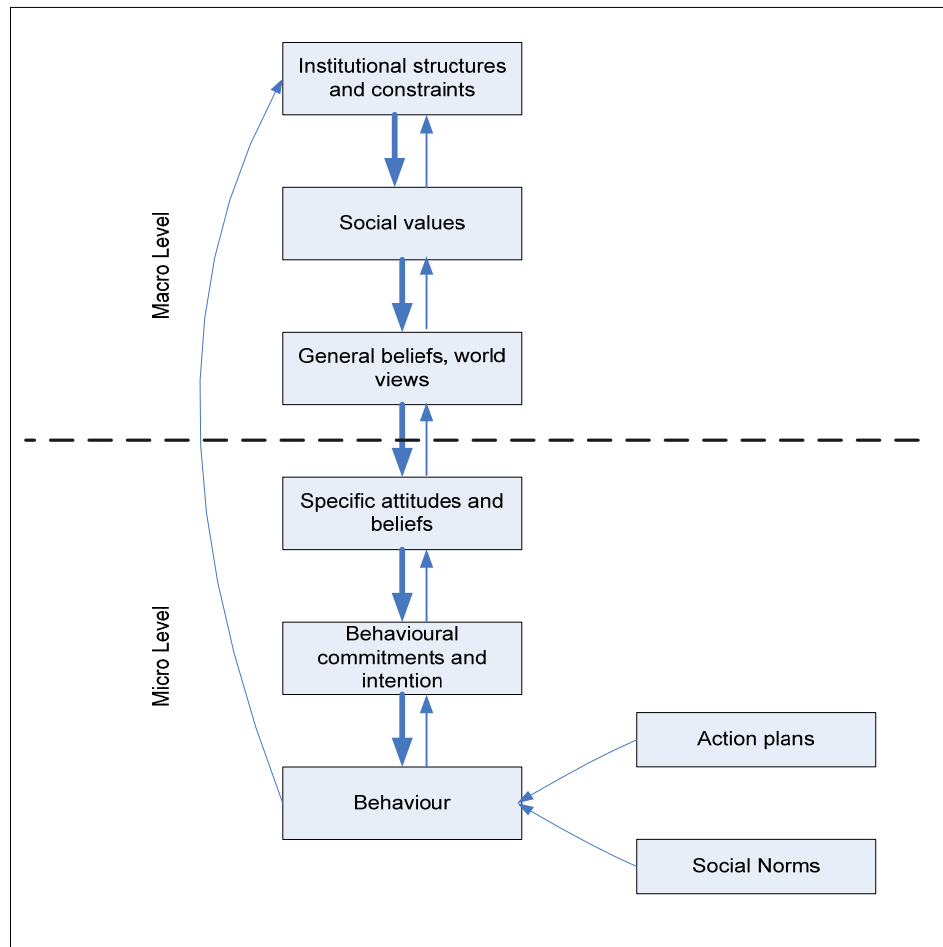 Institutional structures
and constraints
Social values
Macro Level
General beliefs, world
views
Specific attitudes and
beliefs
Micro Level
Behavioural
commitments and
intention
Action plans
Behaviour
Social Norms